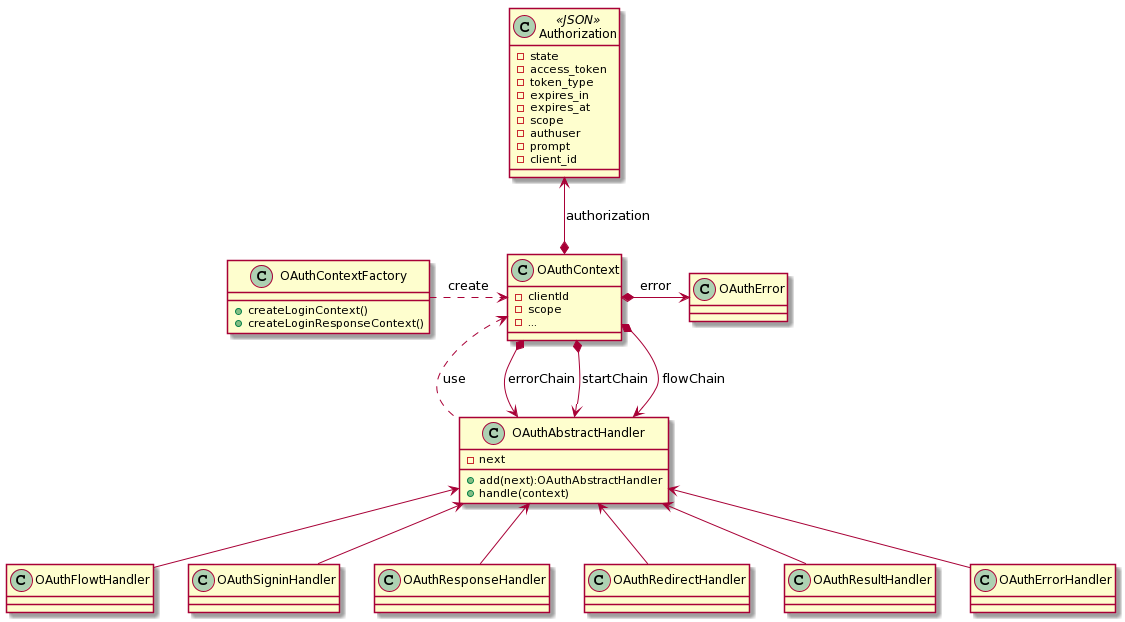 C
«JSON»
Authorization
state
access_token
token_type
expires_in
expires_at
scope
authuser
prompt
client_id
authorization
C OAuthContextFactory
createLoginContext()
createLoginResponseContext()
create
C OAuthContext
clientId
scope
...
error
C OAuthError
use
errorChain
startChain
flowChain
C OAuthAbstractHandler
next
add(next):OAuthAbstractHandler
handle(context)
C OAuthFlowtHandler
C OAuthSigninHandler
C OAuthResponseHandler
C OAuthRedirectHandler
C OAuthResultHandler
C OAuthErrorHandler